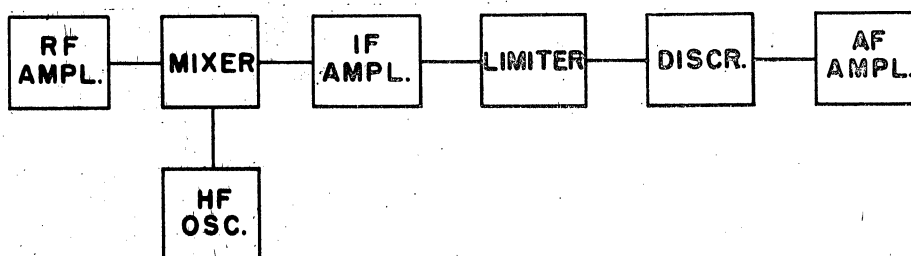 RF
AMPL.
MIXER
IF
AMPL.
LIMITER
DISCR.
AF
AMPL.
HF
OSC.